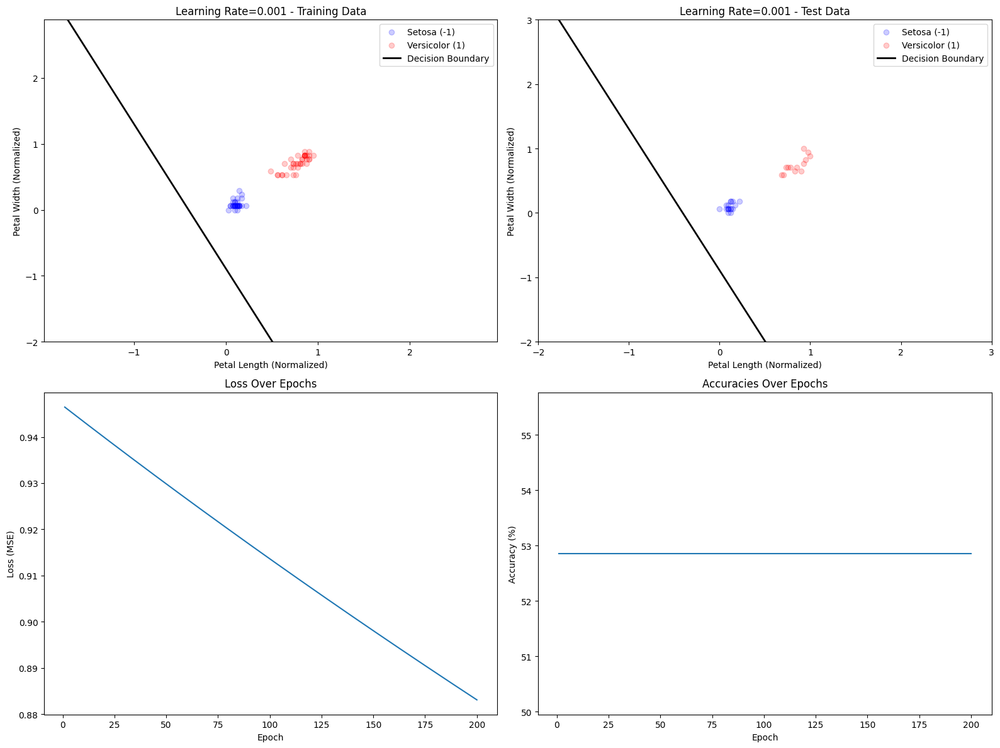 Learning Rate=0.001 - Training Data
Setosa (-1)
Versicolor (1)
Decision Boundary
Petal Width (Normalized)
2
1
0
−1
−2
−1
0
1
2
Petal Length (Normalized)
Learning Rate=0.001 - Test Data
Setosa (-1)
Versicolor (1)
Decision Boundary
Petal Width (Normalized)
3
2
1
0
−1
−2
−2
−1
0
1
2
3
Petal Length (Normalized)
Loss Over Epochs
Loss (MSE)
0.94
0.93
0.92
0.91
0.90
0.89
0.88
0
25
50
75
100
125
150
175
200
Epoch
Accuracies Over Epochs
Accuracy (%)
55
54
53
52
51
50
0
25
50
75
100
125
150
175
200
Epoch